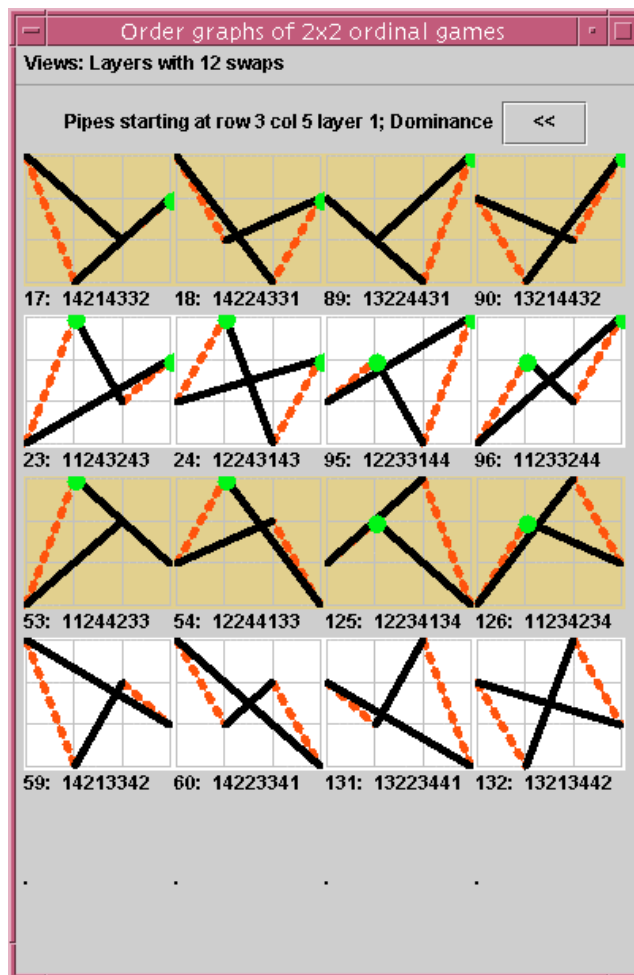 Order graphs of 2x2 ordinal games
Views: Layers with 12 swaps
Pipes starting at row 3 col 5 layer 1; Dominance <<
17: 14214332 18: 14224331 89: 13224431 90: 13214432
23: 11243243 24: 12243143 95: 12233144 96: 11233244
53: 11244233 54: 12244133 125: 12234134 126: 11234234
59: 14213342 60: 14223341 131: 13223441 132: 13213442
. . . .